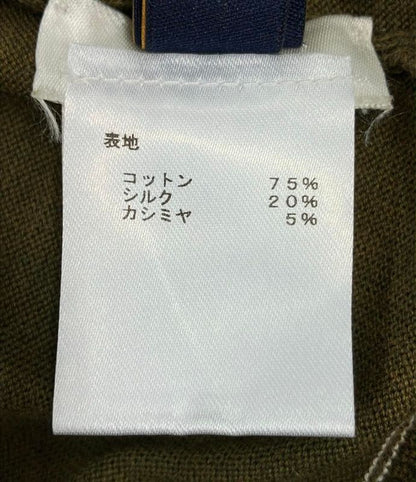 表地
コットン 75%
シルク 20%
カシミヤ 5%